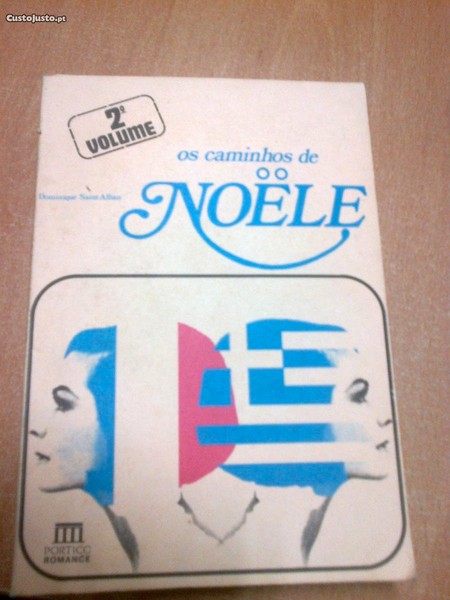 CustoJusto.pt
2º
VOLUME
os caminhos de
NOËLE
Dominique Saint-Alban
PORTICO
ROMANCE